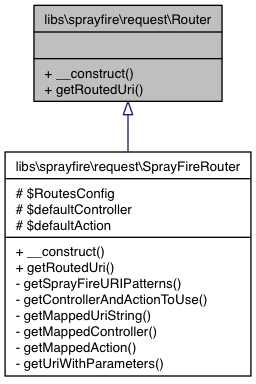 libs\sprayfire\request\Router
+ __construct()
+ getRoutedUri()
libs\sprayfire\request\SprayFireRouter
# $RoutesConfig
# $defaultController
# $defaultAction
+ __construct()
+ getRoutedUri()
- getSprayFireURIPatterns()
- getControllerAndActionToUse()
- getMappedUriString()
- getMappedController()
- getMappedAction()
- getUriWithParameters()